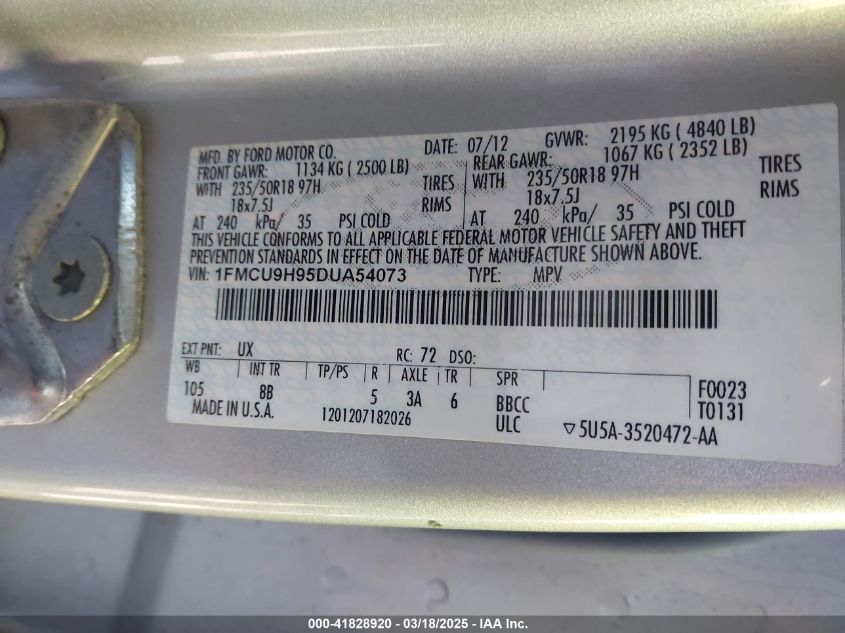 MFD. BY FORD MOTOR CO. DATE: 07/12 GVWR: 2195 KG ( 4840 LB)
FRONT GAWR: 1134 KG ( 2500 LB) REAR GAWR: 1067 KG ( 2352 LB)
WITH 235/50R18 97H TIRES WITH 235/50R18 97H TIRES
18x7.5J RIMS 18x7.5J RIMS
AT 240 kPa/ 35 PSI COLD AT 240 kPa/ 35 PSI COLD
THIS VEHICLE CONFORMS TO ALL APPLICABLE FEDERAL MOTOR VEHICLE SAFETY AND THEFT
PREVENTION STANDARDS IN EFFECT ON THE DATE OF MANUFACTURE SHOWN ABOVE.
VIN: 1FMCU9H95DUA54073 TYPE: MPV
EXT PNT: UX RC: 72 DSO:
WB INT TR TP/PS R AXLE TR SPR
105 8B 5 3A 6 BBCC F0023
MADE IN U.S.A. 1201207182026 ULC T0131
▽5U5A-3520472-AA
000-41828920 - 03/18/2025 - IAA Inc.